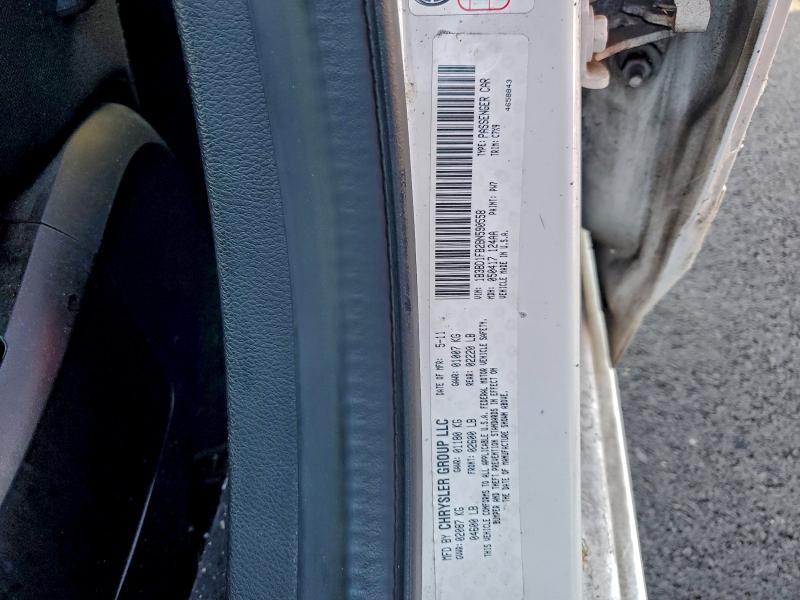 MFD BY CHRYSLER GROUP LLC
DATE OF MFR: 5-11
GVWR: 02087 KG
GAWR: 01180 KG
GAWR: 01007 KG
04600 LB
FRONT: 02600 LB
REAR: 02220 LB
THIS VEHICLE CONFORMS TO ALL APPLICABLE U.S.A. FEDERAL MOTOR VEHICLE SAFETY,
BUMPER AND THEFT PREVENTION STANDARDS IN EFFECT ON
THE DATE OF MANUFACTURE SHOWN ABOVE.
VIN: 1B3BD1FB2BN590558
TYPE: PASSENGER CAR
MDH: 050417 124AA
PAINT: PW7
TRIM: C7X9
VEHICLE MADE IN U.S.A.
4658843